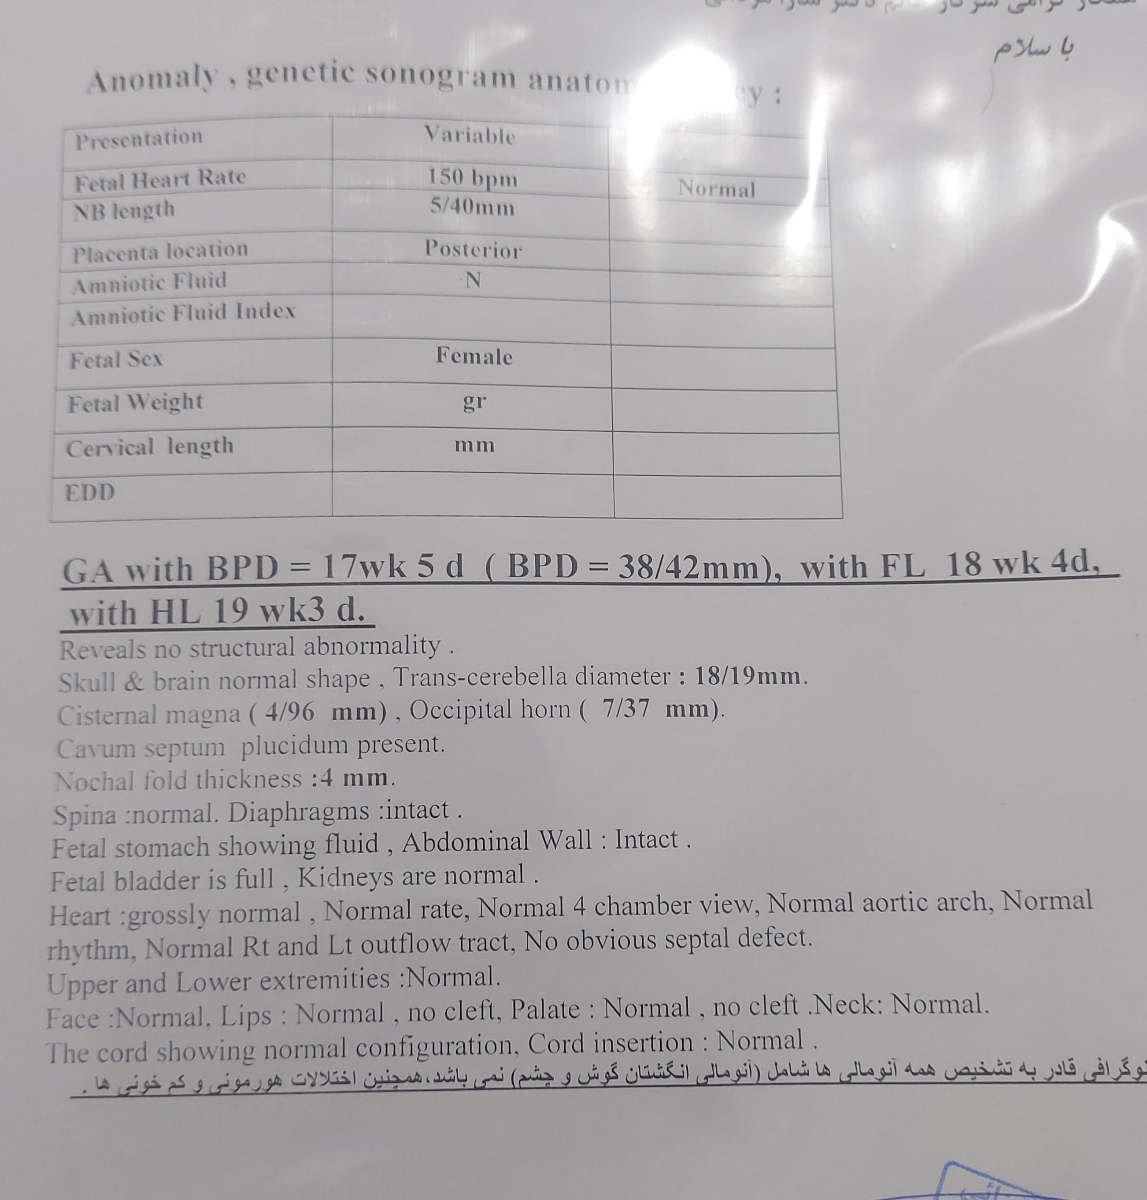 با سلام
Anomaly , genetic sonogram :
Presentation Variable
Fetal Heart Rate 150 bpm Normal
NB length 5/40mm
Placenta location Posterior
Amniotic Fluid N
Amniotic Fluid Index
Fetal Sex Female
Fetal Weight gr
Cervical length mm
EDD
GA with BPD = 17wk 5 d ( BPD = 38/42mm), with FL 18 wk 4d,
with HL 19 wk3 d.
Reveals no structural abnormality .
Skull & brain normal shape , Trans-cerebella diameter : 18/19mm.
Cisternal magna ( 4/96 mm) , Occipital horn ( 7/37 mm).
Cavum septum plucidum present.
Nochal fold thickness :4 mm.
Spina :normal. Diaphragms :intact .
Fetal stomach showing fluid , Abdominal Wall : Intact .
Fetal bladder is full , Kidneys are normal .
Heart :grossly normal , Normal rate, Normal 4 chamber view, Normal aortic arch, Normal
rhythm, Normal Rt and Lt outflow tract, No obvious septal defect.
Upper and Lower extremities :Normal.
Face :Normal, Lips : Normal , no cleft, Palate : Normal , no cleft .Neck: Normal.
The cord showing normal configuration, Cord insertion : Normal .
قادر به تشخیص همه آنومالی ها شامل (آنومالی انگشتان گوش و چشم) نمی باشد، همچنین اختلالات هورمونی و کم خونی ها .